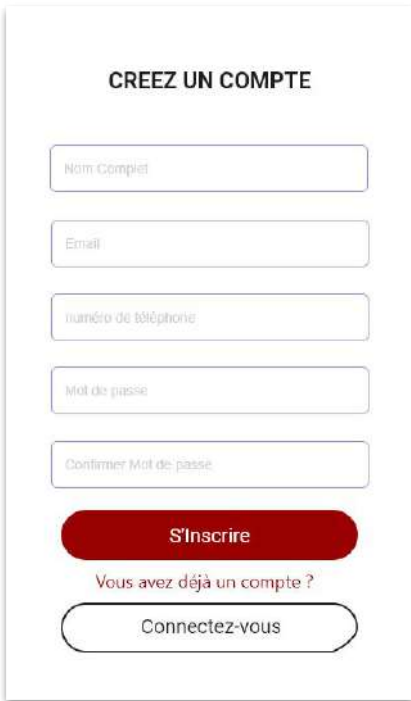 CREEZ UN COMPTE
Nom Complet
Email
numéro de téléphone
Mot de passe
Confirmer Mot de passe
S'Inscrire
Vous avez déjà un compte ?
Connectez-vous